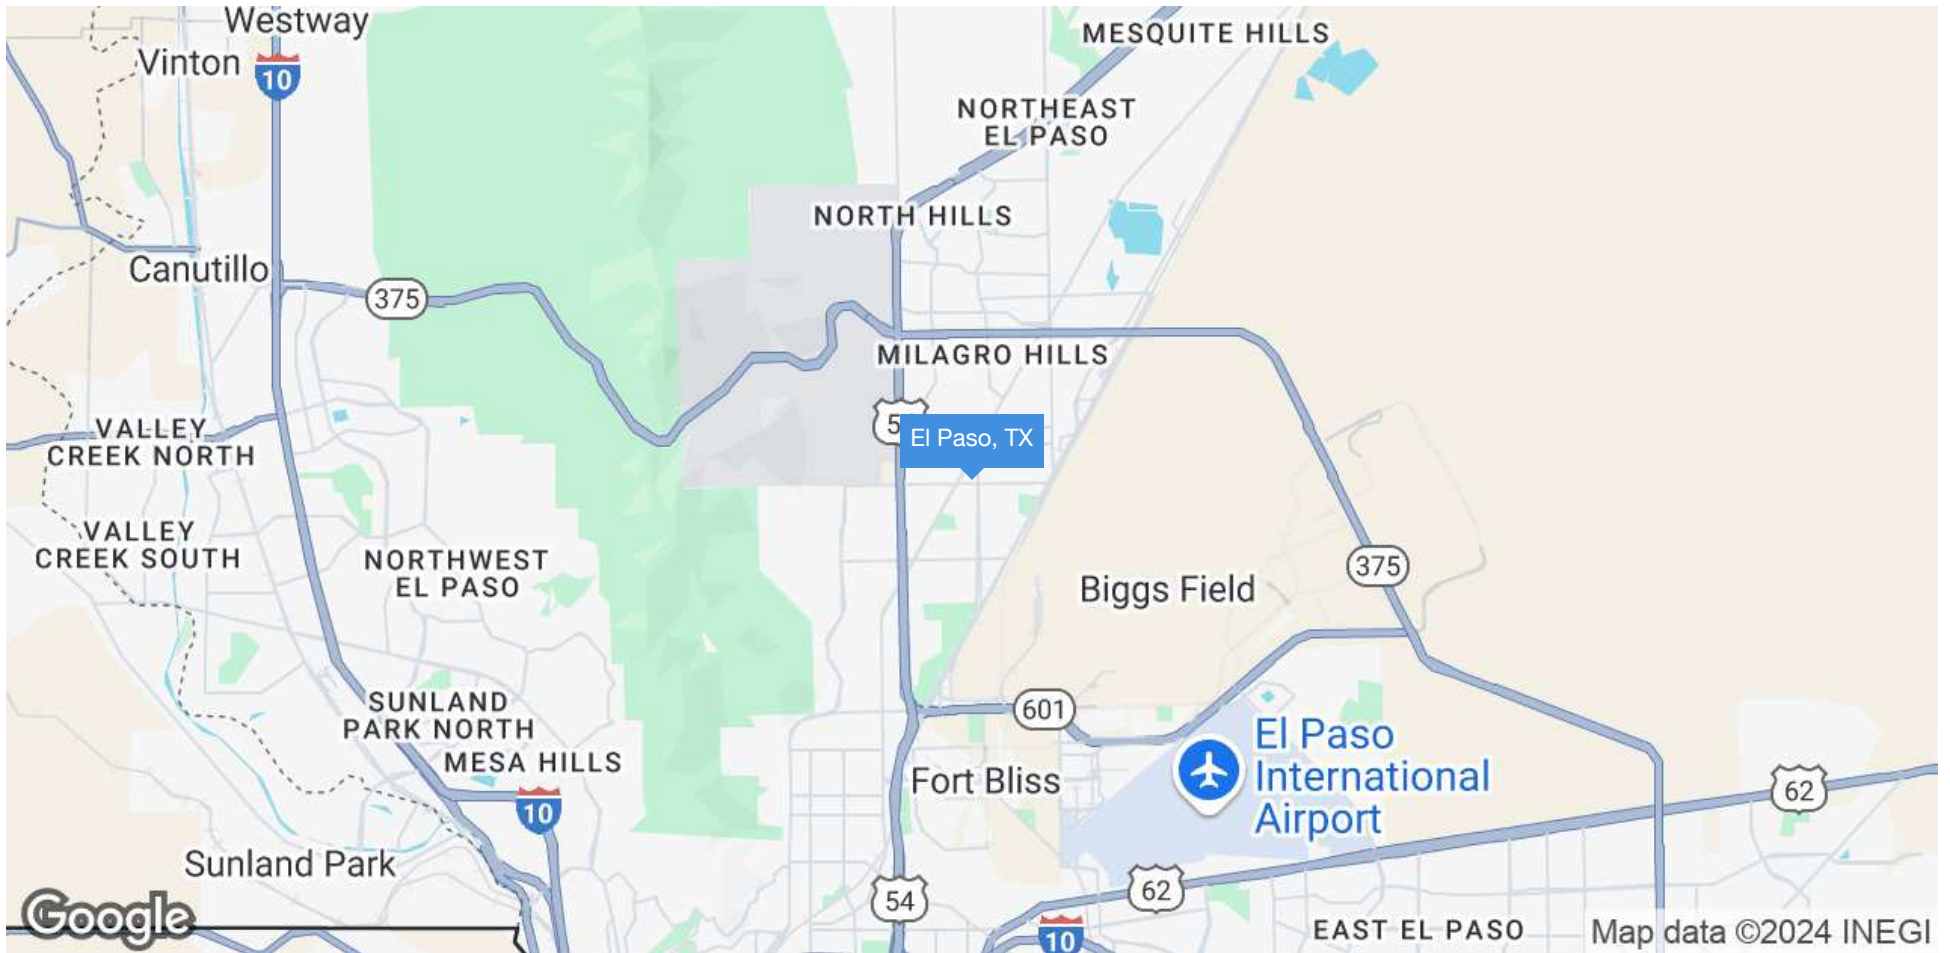 Westway
Vinton
10
MESQUITE HILLS
NORTHEAST
EL PASO
NORTH HILLS
Canutillo
375
MILAGRO HILLS
5
El Paso, TX
VALLEY
CREEK NORTH
VALLEY
CREEK SOUTH
NORTHWEST
EL PASO
Biggs Field
375
SUNLAND
PARK NORTH
601
MESA HILLS
10
Fort Bliss
El Paso
International
Airport
62
Sunland Park
54
62
Google
10
EAST EL PASO
Map data ©2024 INEGI